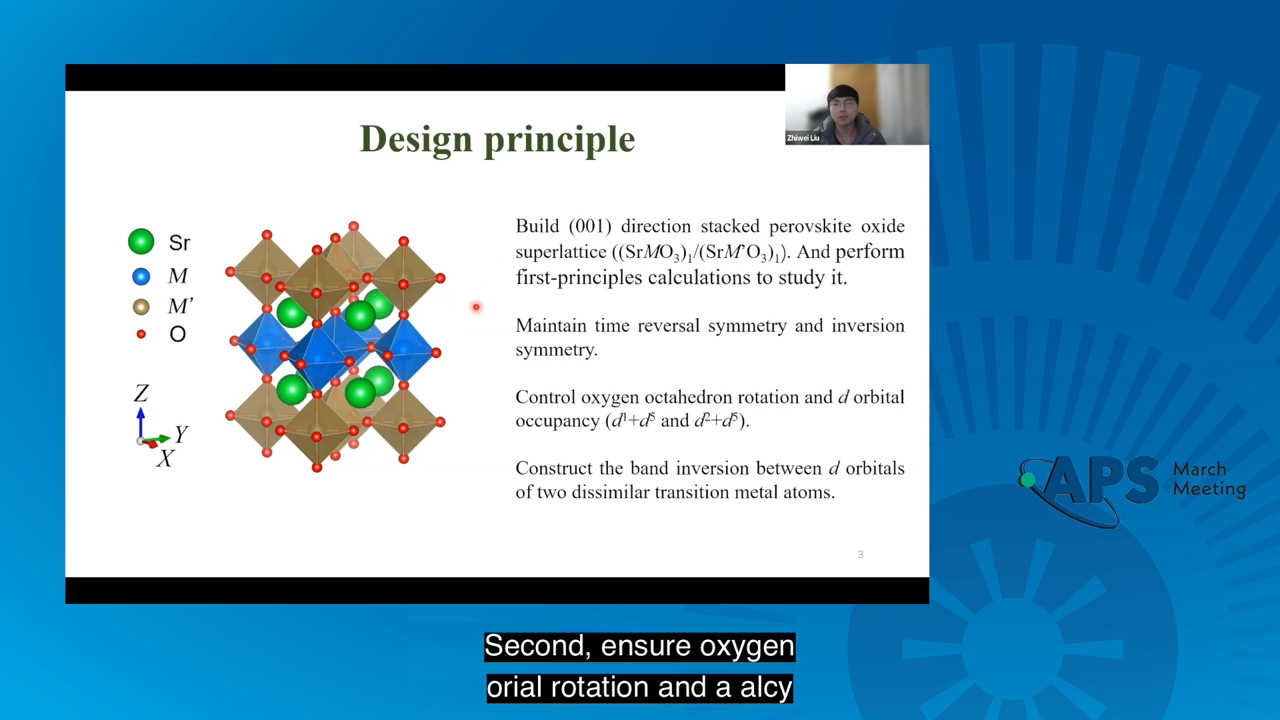 Zhiwei Liu
Design principle
Sr
M
M'
O
Z
Y
X
Build (001) direction stacked perovskite oxide
superlattice ((SrMO₃)₁/(SrM'O₃)₁). And perform
first-principles calculations to study it.
Maintain time reversal symmetry and inversion
symmetry.
Control oxygen octahedron rotation and d orbital
occupancy (d¹+d⁵ and d²+d⁵).
Construct the band inversion between d orbitals
of two dissimilar transition metal atoms.
3
APS March
Meeting
Second, ensure oxygen
orial rotation and a alcy